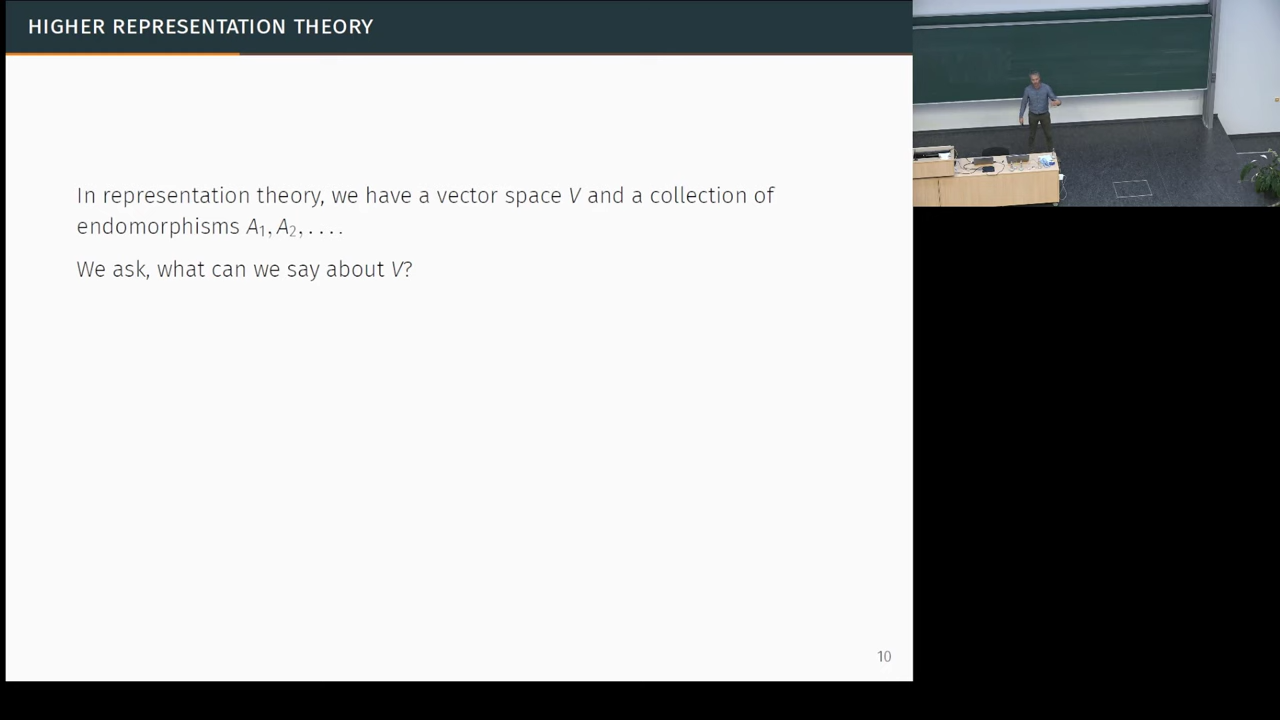 HIGHER REPRESENTATION THEORY
In representation theory, we have a vector space V and a collection of
endomorphisms A₁, A₂, . . . .
We ask, what can we say about V?
10